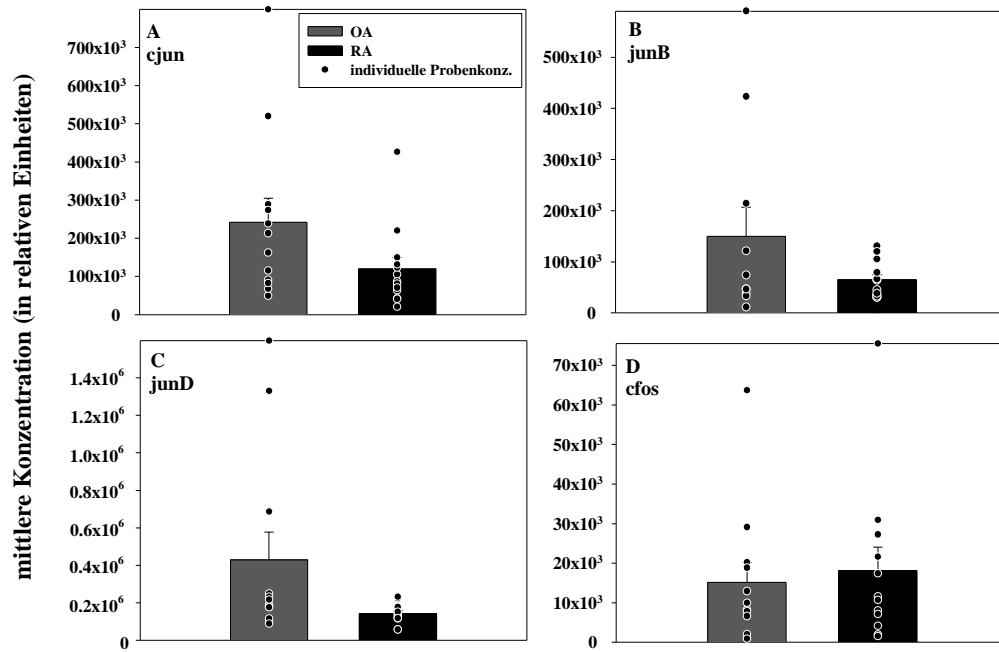 mittlere Konzentration (in relativen Einheiten)
A
cjun
OA
RA
individuelle Probenkonz.
700x10³
600x10³
500x10³
400x10³
300x10³
200x10³
100x10³
0
B
junB
500x10³
400x10³
300x10³
200x10³
100x10³
0
C
junD
1.4x10⁶
1.2x10⁶
1.0x10⁶
0.8x10⁶
0.6x10⁶
0.4x10⁶
0.2x10⁶
0
D
cfos
70x10³
60x10³
50x10³
40x10³
30x10³
20x10³
10x10³
0